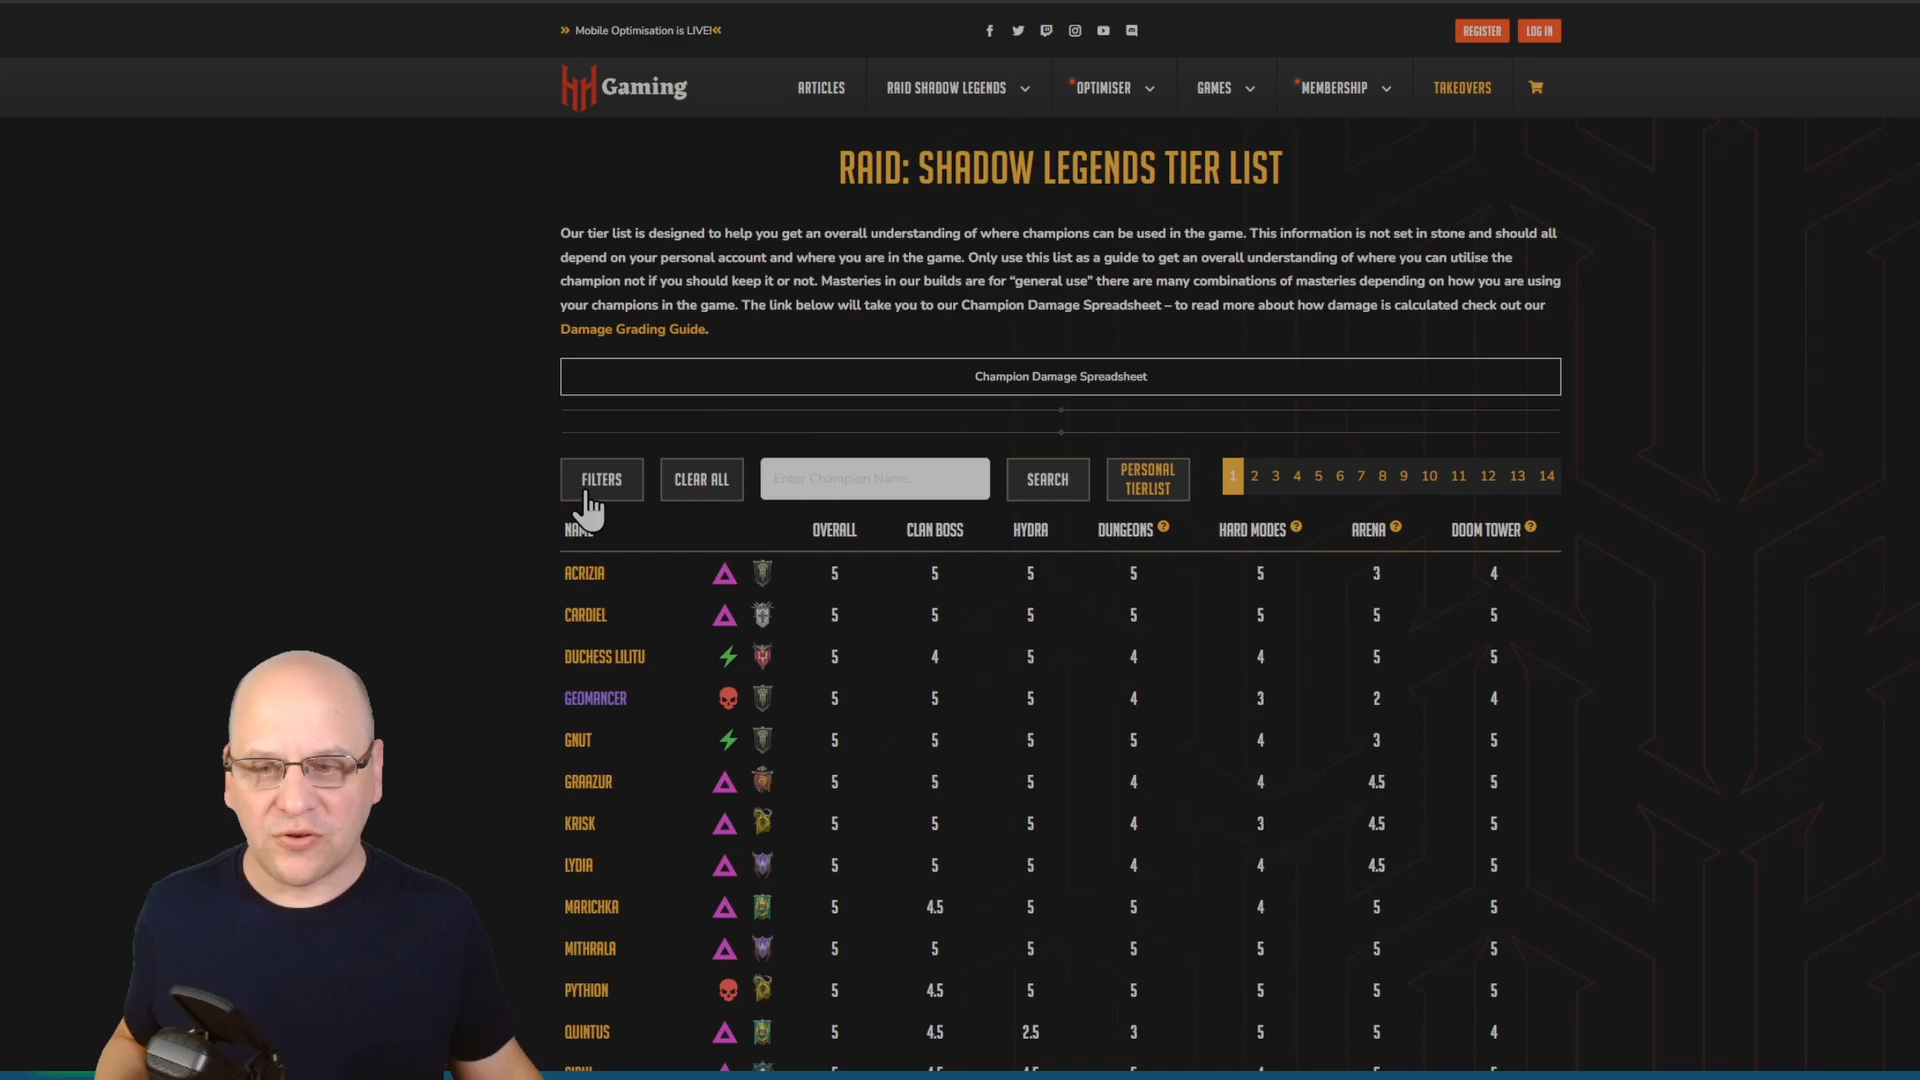 Mobile Optimisation is LIVE!
REGISTER
LOG IN
Gaming
ARTICLES
RAID SHADOW LEGENDS
OPTIMISER
GAMES
MEMBERSHIP
TAKEOVERS
RAID: SHADOW LEGENDS TIER LIST
Our tier list is designed to help you get an overall understanding of where champions can be used in the game. This information is not set in stone and should all
depend on your personal account and where you are in the game. Only use this list as a guide to get an overall understanding of where you can utilise the
champion not if you should keep it or not. Masteries in our builds are for “general use” there are many combinations of masteries depending on how you are using
your champions in the game. The link below will take you to our Champion Damage Spreadsheet – to read more about how damage is calculated check out our
Damage Grading Guide.
Champion Damage Spreadsheet
FILTERS
CLEAR ALL
Enter Champion Name.
SEARCH
PERSONAL
TIERLIST
1 2 3 4 5 6 7 8 9 10 11 12 13 14
NAME OVERALL CLAN BOSS HYDRA DUNGEONS ? HARD MODES ? ARENA ? DOOM TOWER ?
ACRIZIA 5 5 5 5 5 3 4
CARDIEL 5 5 5 5 5 5 5
DUCHESS LILITU 5 4 5 4 4 5 5
GEOMANCER 5 5 5 4 3 2 4
GNUT 5 5 5 5 4 3 5
GRAAZUR 5 5 5 4 4 4.5 5
KRISK 5 5 5 4 3 4.5 5
LYDIA 5 5 5 4 4 4.5 5
MARICHKA 5 4.5 5 5 4 5 5
MITHRALA 5 5 5 5 5 5 5
PYTHION 5 4.5 5 5 5 5 5
QUINTUS 5 4.5 2.5 3 5 5 4